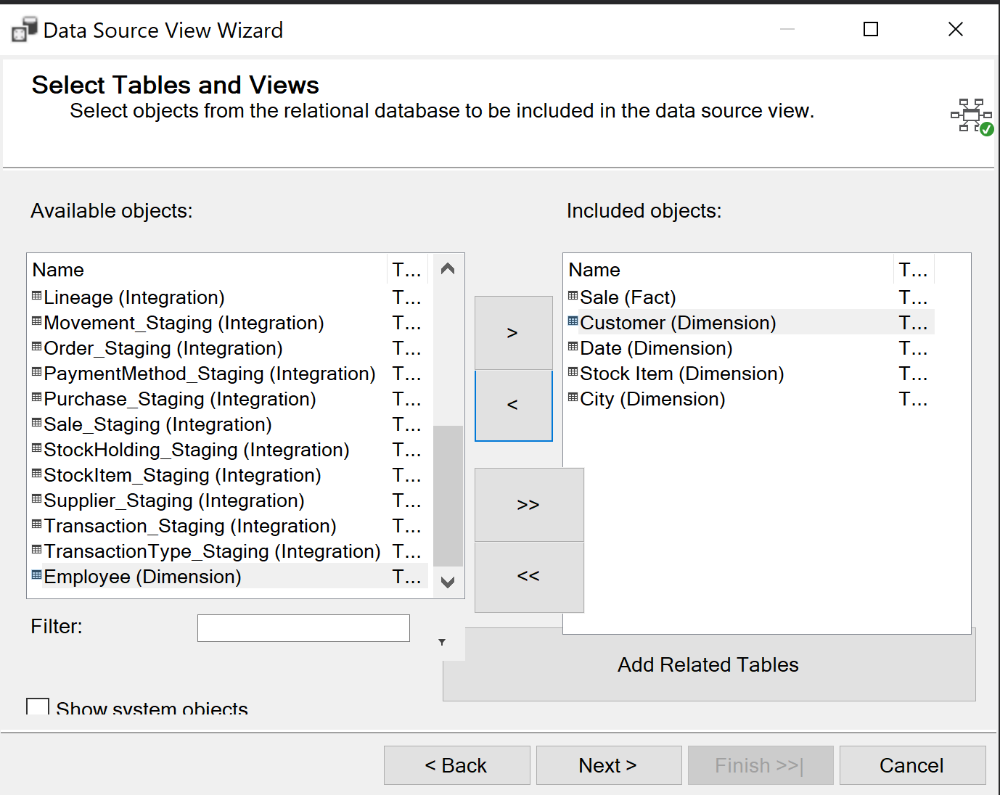 Data Source View Wizard
Select Tables and Views
Select objects from the relational database to be included in the data source view.
Available objects:
Name T...
Lineage (Integration) T...
Movement_Staging (Integration) T...
Order_Staging (Integration) T...
PaymentMethod_Staging (Integration) T...
Purchase_Staging (Integration) T...
Sale_Staging (Integration) T...
StockHolding_Staging (Integration) T...
StockItem_Staging (Integration) T...
Supplier_Staging (Integration) T...
Transaction_Staging (Integration) T...
TransactionType_Staging (Integration) T...
Employee (Dimension) T...
Filter:
Show system objects
>
<
>>
<<
Included objects:
Name T...
Sale (Fact) T...
Customer (Dimension) T...
Date (Dimension) T...
Stock Item (Dimension) T...
City (Dimension) T...
Add Related Tables
< Back
Next >
Finish >>|
Cancel